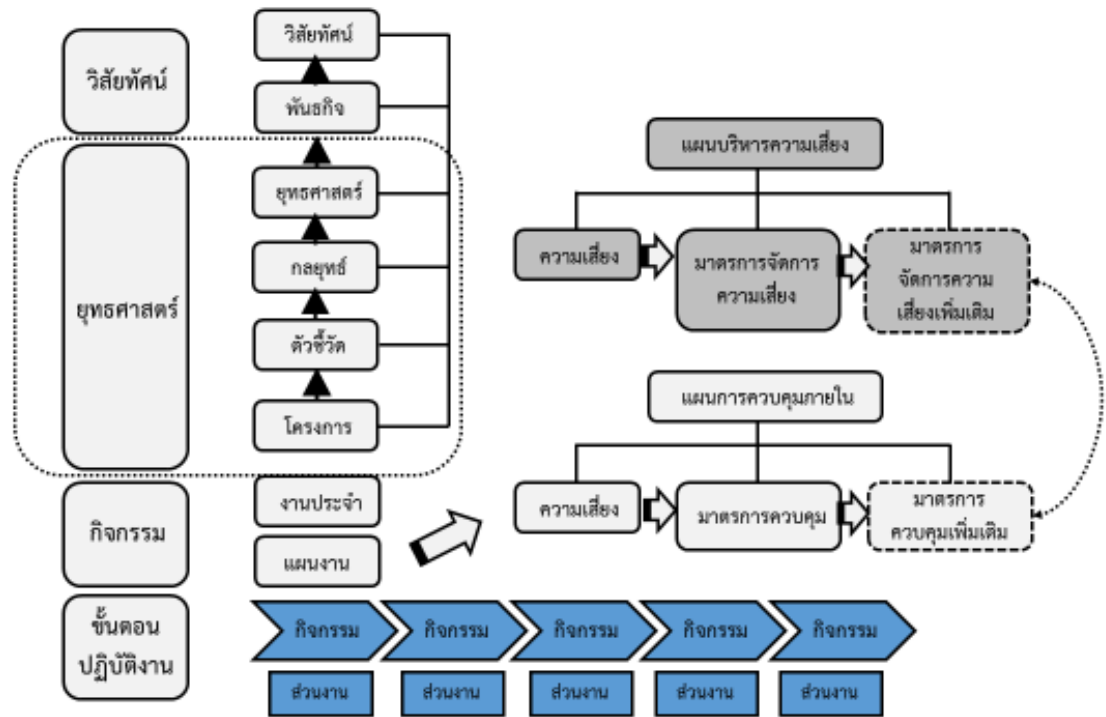 วิสัยทัศน์
วิสัยทัศน์
พันธกิจ
ยุทธศาสตร์
ยุทธศาสตร์
กลยุทธ์
ตัวชี้วัด
โครงการ
แผนบริหารความเสี่ยง
ความเสี่ยง
มาตรการจัดการ
ความเสี่ยง
มาตรการ
จัดการความ
เสี่ยงเพิ่มเติม
แผนการควบคุมภายใน
ความเสี่ยง
มาตรการควบคุม
มาตรการ
ควบคุมเพิ่มเติม
กิจกรรม
งานประจำ
แผนงาน
ขั้นตอน
ปฏิบัติงาน
กิจกรรม
กิจกรรม
กิจกรรม
กิจกรรม
กิจกรรม
ส่วนงาน
ส่วนงาน
ส่วนงาน
ส่วนงาน
ส่วนงาน